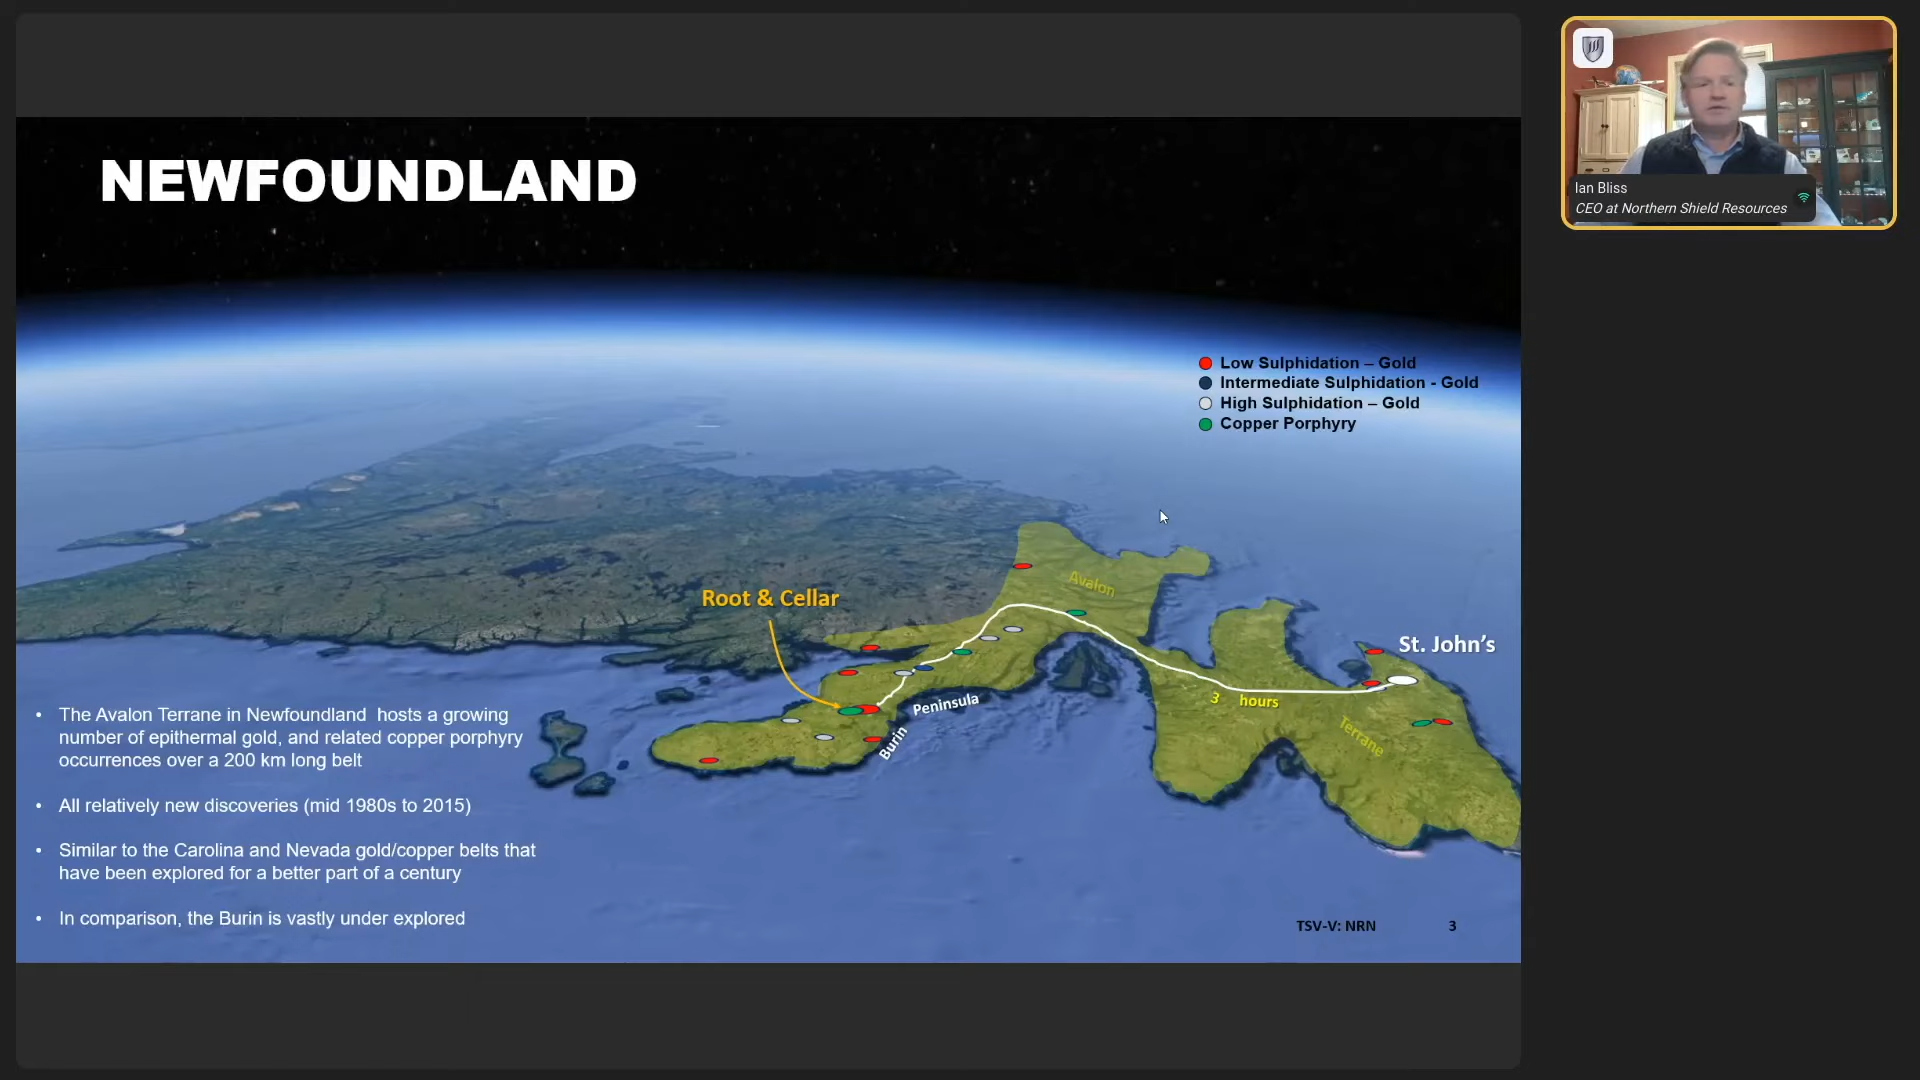 NEWFOUNDLAND
Ian Bliss
CEO at Northern Shield Resources
Low Sulphidation – Gold
Intermediate Sulphidation - Gold
High Sulphidation – Gold
Copper Porphyry
Avalon
Root & Cellar
St. John's
3 hours
Peninsula
Burin
Terrane
• The Avalon Terrane in Newfoundland hosts a growing
number of epithermal gold, and related copper porphyry
occurrences over a 200 km long belt
• All relatively new discoveries (mid 1980s to 2015)
• Similar to the Carolina and Nevada gold/copper belts that
have been explored for a better part of a century
• In comparison, the Burin is vastly under explored
TSV-V: NRN 3